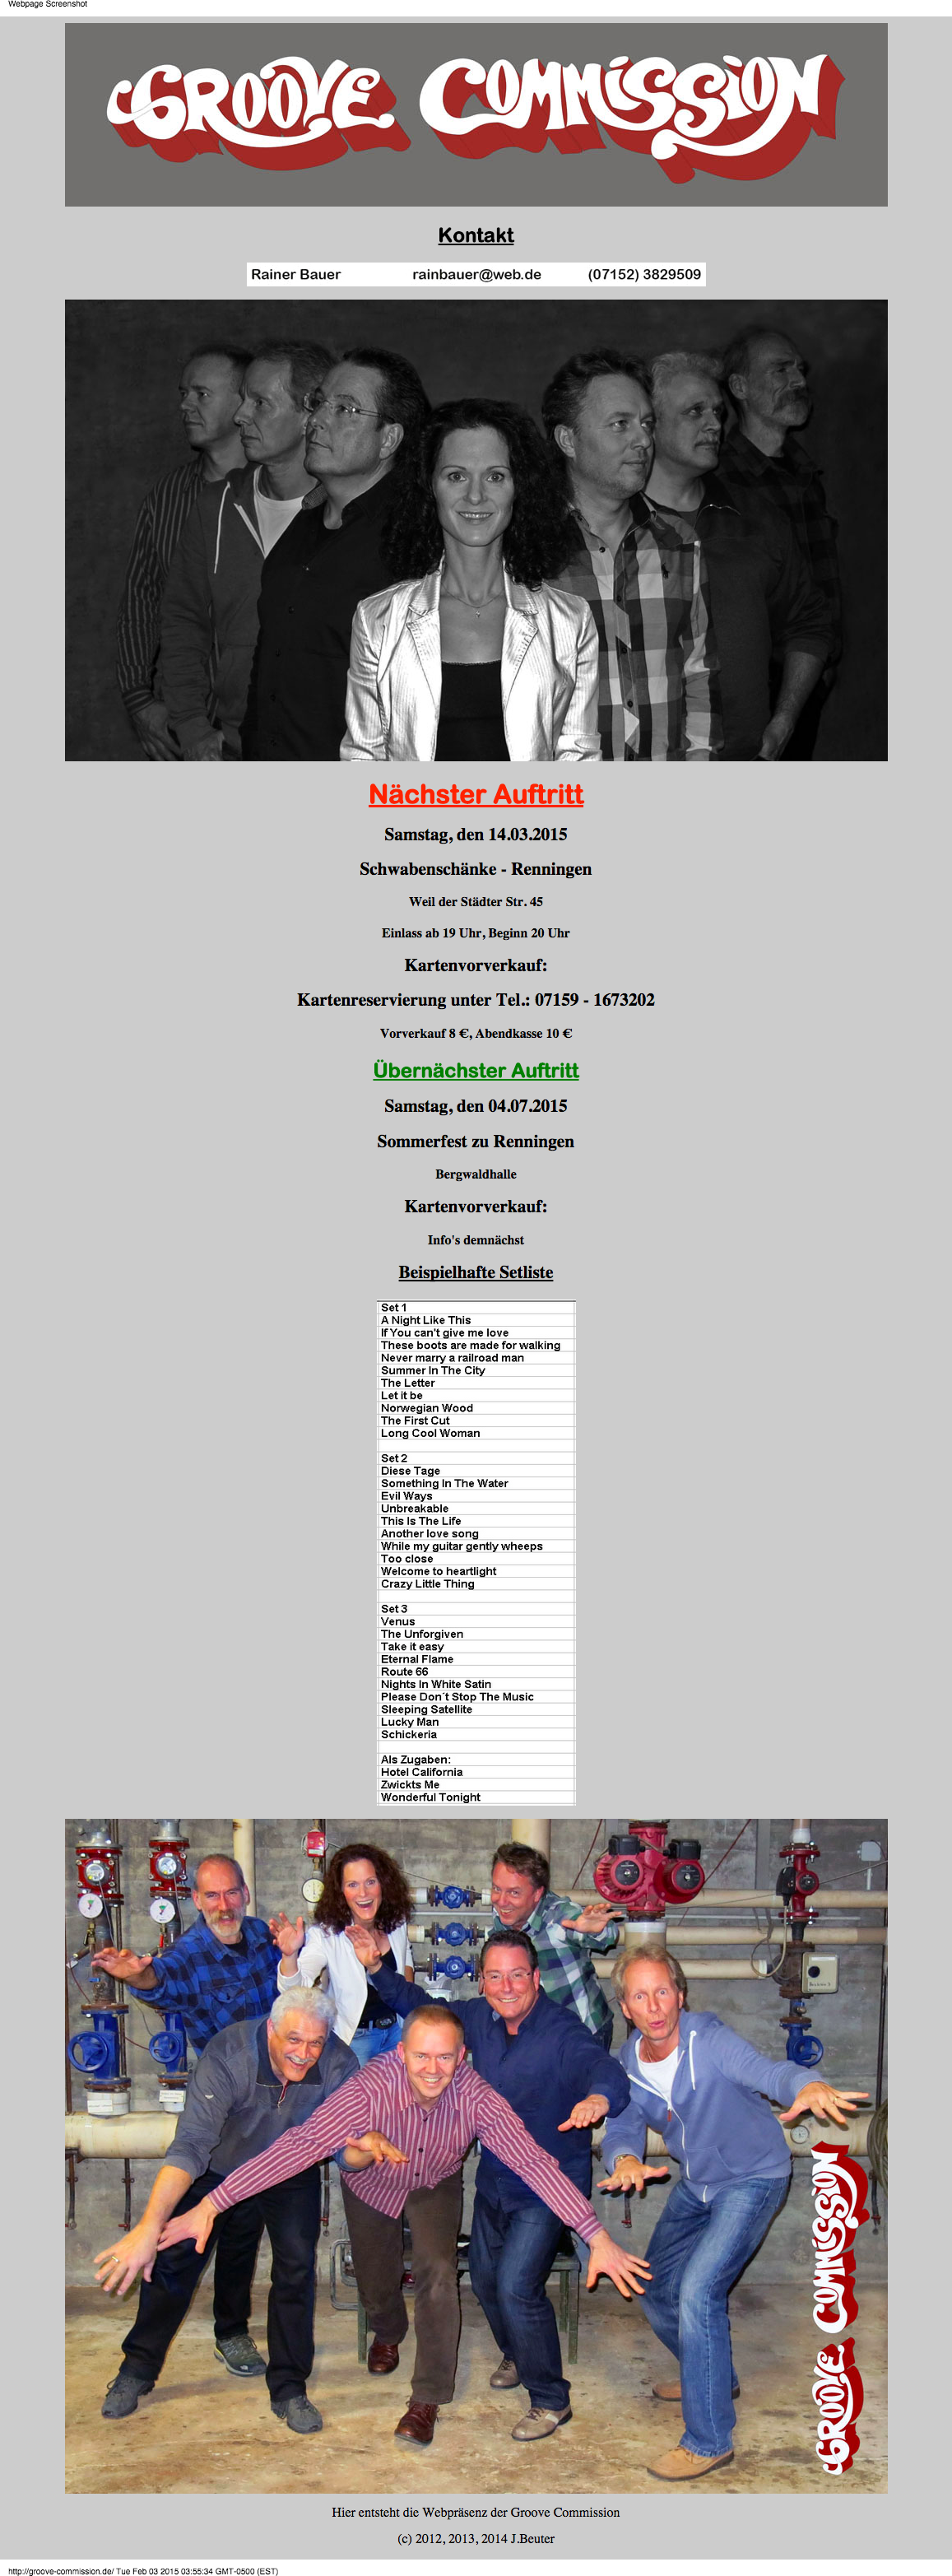 Webpage Screenshot
GROOVE COMMISSION
Kontakt
Rainer Bauer rainbauer@web.de (07152) 3829509
Nächster Auftritt
Samstag, den 14.03.2015
Schwabenschänke - Renningen
Weil der Städter Str. 45
Einlass ab 19 Uhr, Beginn 20 Uhr
Kartenvorverkauf:
Kartenreservierung unter Tel.: 07159 - 1673202
Vorverkauf 8 €, Abendkasse 10 €
Übernächster Auftritt
Samstag, den 04.07.2015
Sommerfest zu Renningen
Bergwaldhalle
Kartenvorverkauf:
Info's demnächst
Beispielhafte Setliste
Set 1
A Night Like This
If You can't give me love
These boots are made for walking
Never marry a railroad man
Summer In The City
The Letter
Let it be
Norwegian Wood
The First Cut
Long Cool Woman
Set 2
Diese Tage
Something In The Water
Evil Ways
Unbreakable
This Is The Life
Another love song
While my guitar gently wheeps
Too close
Welcome to heartlight
Crazy Little Thing
Set 3
Venus
The Unforgiven
Take it easy
Eternal Flame
Route 66
Nights In White Satin
Please Don´t Stop The Music
Sleeping Satellite
Lucky Man
Schickeria
Als Zugaben:
Hotel California
Zwickts Me
Wonderful Tonight
GROOVE COMMISSION
Hier entsteht die Webpräsenz der Groove Commission
(c) 2012, 2013, 2014 J.Beuter
http://groove-commission.de/ Tue Feb 03 2015 03:55:34 GMT-0500 (EST)